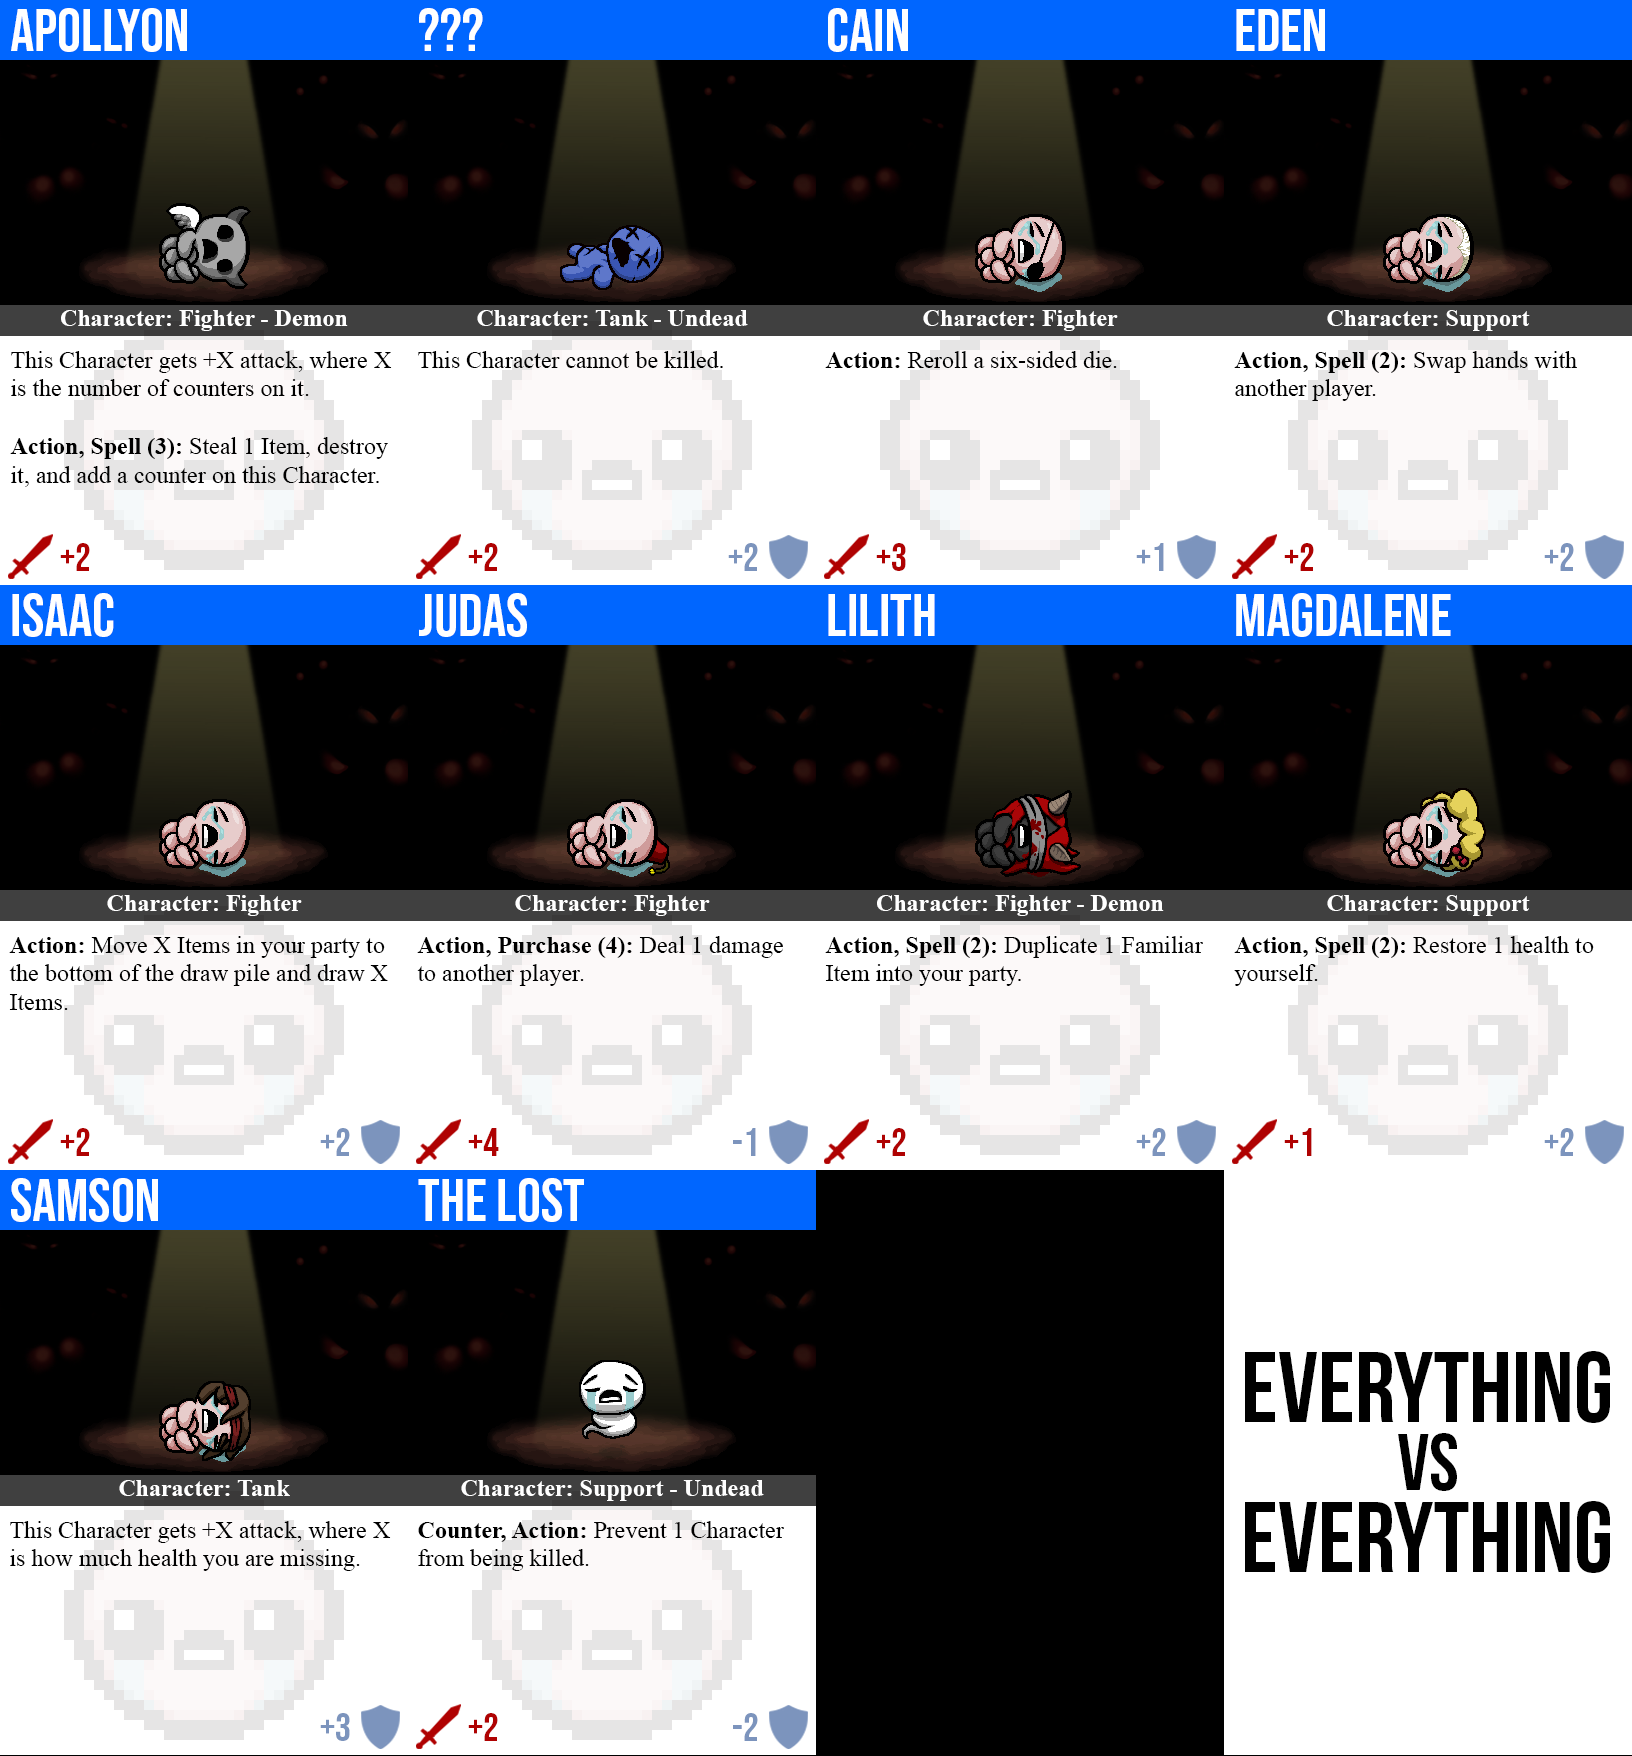 APOLLYON
Character: Fighter - Demon
This Character gets +X attack, where X
is the number of counters on it.
Action, Spell (3): Steal 1 Item, destroy
it, and add a counter on this Character.
+2
???
Character: Tank - Undead
This Character cannot be killed.
+2
+2
CAIN
Character: Fighter
Action: Reroll a six-sided die.
+3
+1
EDEN
Character: Support
Action, Spell (2): Swap hands with
another player.
+2
+2
ISAAC
Character: Fighter
Action: Move X Items in your party to
the bottom of the draw pile and draw X
Items.
+2
+2
JUDAS
Character: Fighter
Action, Purchase (4): Deal 1 damage
to another player.
+4
-1
LILITH
Character: Fighter - Demon
Action, Spell (2): Duplicate 1 Familiar
Item into your party.
+2
+2
MAGDALENE
Character: Support
Action, Spell (2): Restore 1 health to
yourself.
+1
+2
SAMSON
Character: Tank
This Character gets +X attack, where X
is how much health you are missing.
+3
THE LOST
Character: Support - Undead
Counter, Action: Prevent 1 Character
from being killed.
+2
-2
EVERYTHING
VS
EVERYTHING